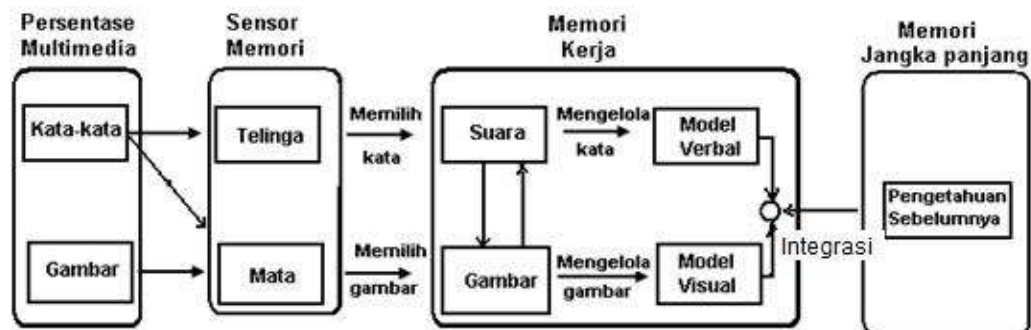 Persentase
Multimedia
Sensor
Memori
Memori
Kerja
Memori
Jangka panjang
Kata-kata
Telinga
Memilih
kata
Suara
Mengelola
kata
Model
Verbal
Pengetahuan
Sebelumnya
Integrasi
Gambar
Mata
Memilih
gambar
Gambar
Mengelola
gambar
Model
Visual